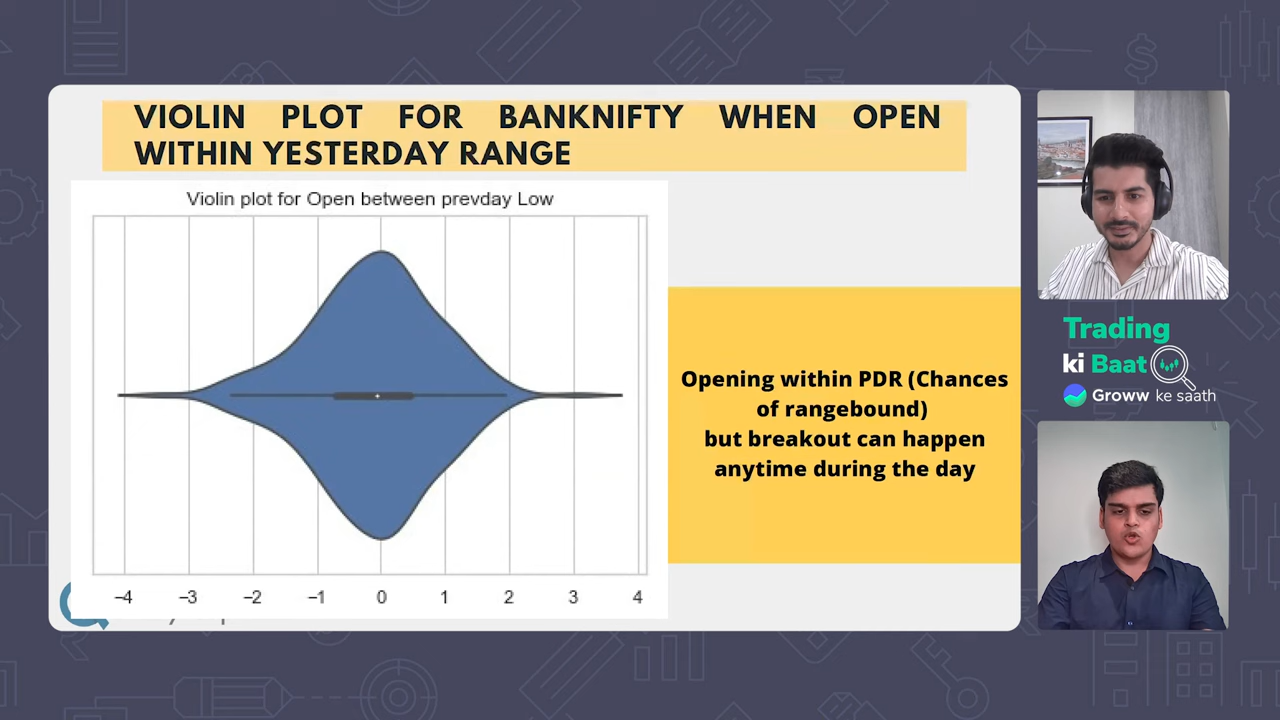 VIOLIN PLOT FOR BANKNIFTY WHEN OPEN
WITHIN YESTERDAY RANGE
Violin plot for Open between prevday Low
−4 −3 −2 −1 0 1 2 3 4
Opening within PDR (Chances
of rangebound)
but breakout can happen
anytime during the day
Trading
ki Baat
Groww ke saath